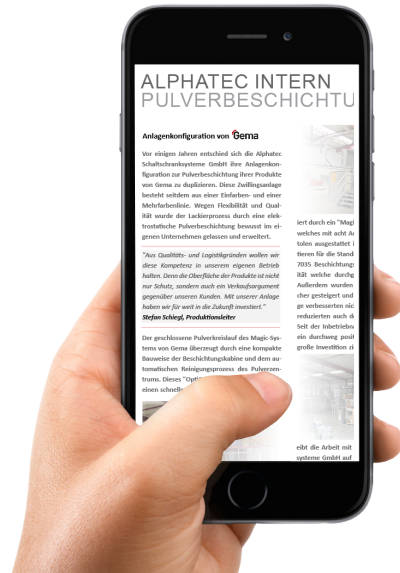 ALPHATEC INTERN
PULVERBESCHICHTU
Anlagenkonfiguration von Gema
Vor einigen Jahren entschied sich die Alphatec
Schaltschranksysteme GmbH ihre Anlagenkon-
figuration zur Pulverbeschichtung ihrer Produkte
von Gema zu duplizieren. Diese Zwillingsanlage
besteht seitdem aus einer Einfarben- und einer
Mehrfarbenlinie. Wegen Flexibilität und Qual-
ität wurde der Lackierprozess durch eine elek-
trostatische Pulverbeschichtung bewusst im ei-
genen Unternehmen gelassen und erweitert.
"Aus Qualitäts- und Logistikgründen wollen wir
diese Kompetenz in unserem eigenen Betrieb
halten. Denn die Oberfläche der Produkte ist nicht
nur Schutz, sondern auch ein Verkaufsargument
gegenüber unseren Kunden. Mit unserer Anlage
haben wir für weit in die Zukunft investiert."
Stefan Schiegl, Produktionsleiter
Der geschlossene Pulverkreislauf des Magic-Sys-
tems von Gema überzeugt durch eine kompakte
Bauweise der Beschichtungskabine und dem au-
tomatischen Reinigungsprozess des Pulverzen-
trums. Dieses "Opti
einen schnelle
iert durch ein "Magi
welches mit acht A
tolen ausgestattet i
tieren für die Stand
7035 Beschichtung
ität welche durchg
Außerdem wurden
cher gesteigert und
ge verbesserten nic
reduzierten auch d
Seit der Inbetriebn
ein durchweg posit
große Investition zi
eibt die Arbeit mit
systeme GmbH auf